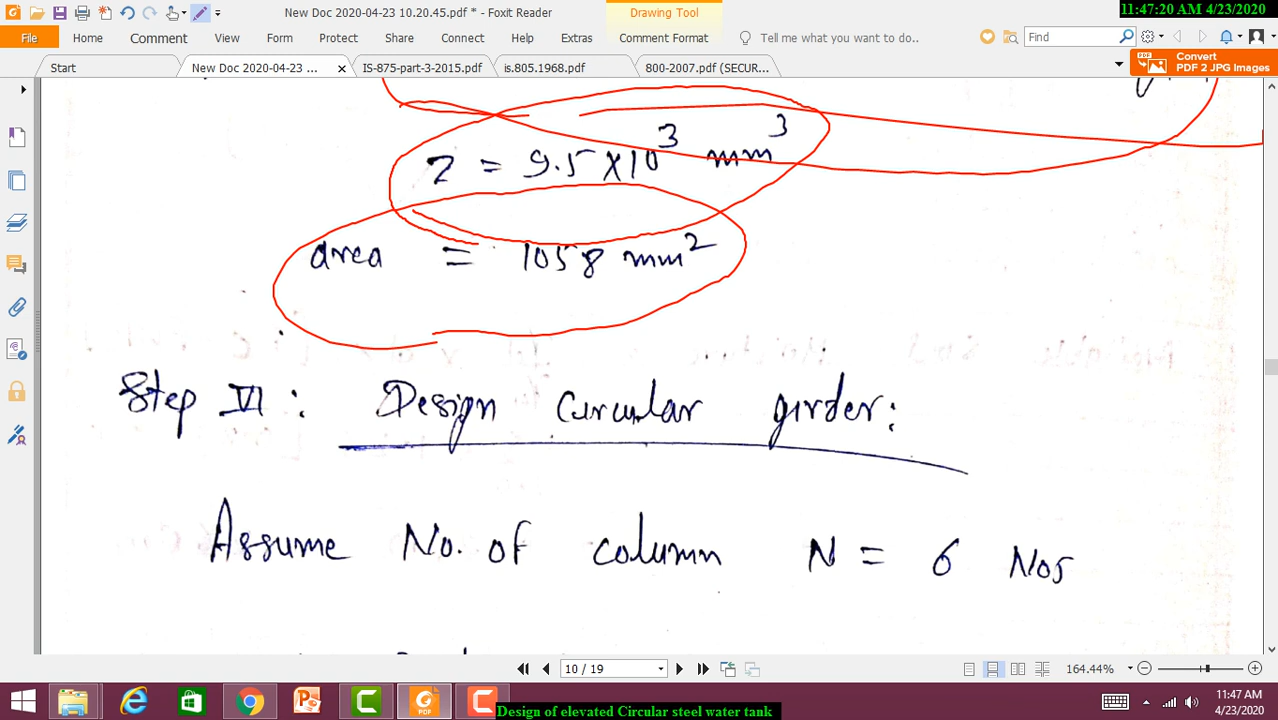 11:47:20 AM 4/23/2020
New Doc 2020-04-23 10.20.45.pdf * - Foxit Reader
Drawing Tool
File Home Comment View Form Protect Share Connect Help Extras Comment Format Tell me what you want to do... Find
Start New Doc 2020-04-23 ... IS-875-part-3-2015.pdf is.805.1968.pdf 800-2007.pdf (SECUR...
Convert
PDF 2 JPG Images
Z = 9.5 × 10³ mm³
area = 1058 mm²
Step VI : Design Circular girder:
Assume No. of column N = 6 Nos
10 / 19
164.44%
PDF
11:47 AM
4/23/2020
Design of elevated Circular steel water tank